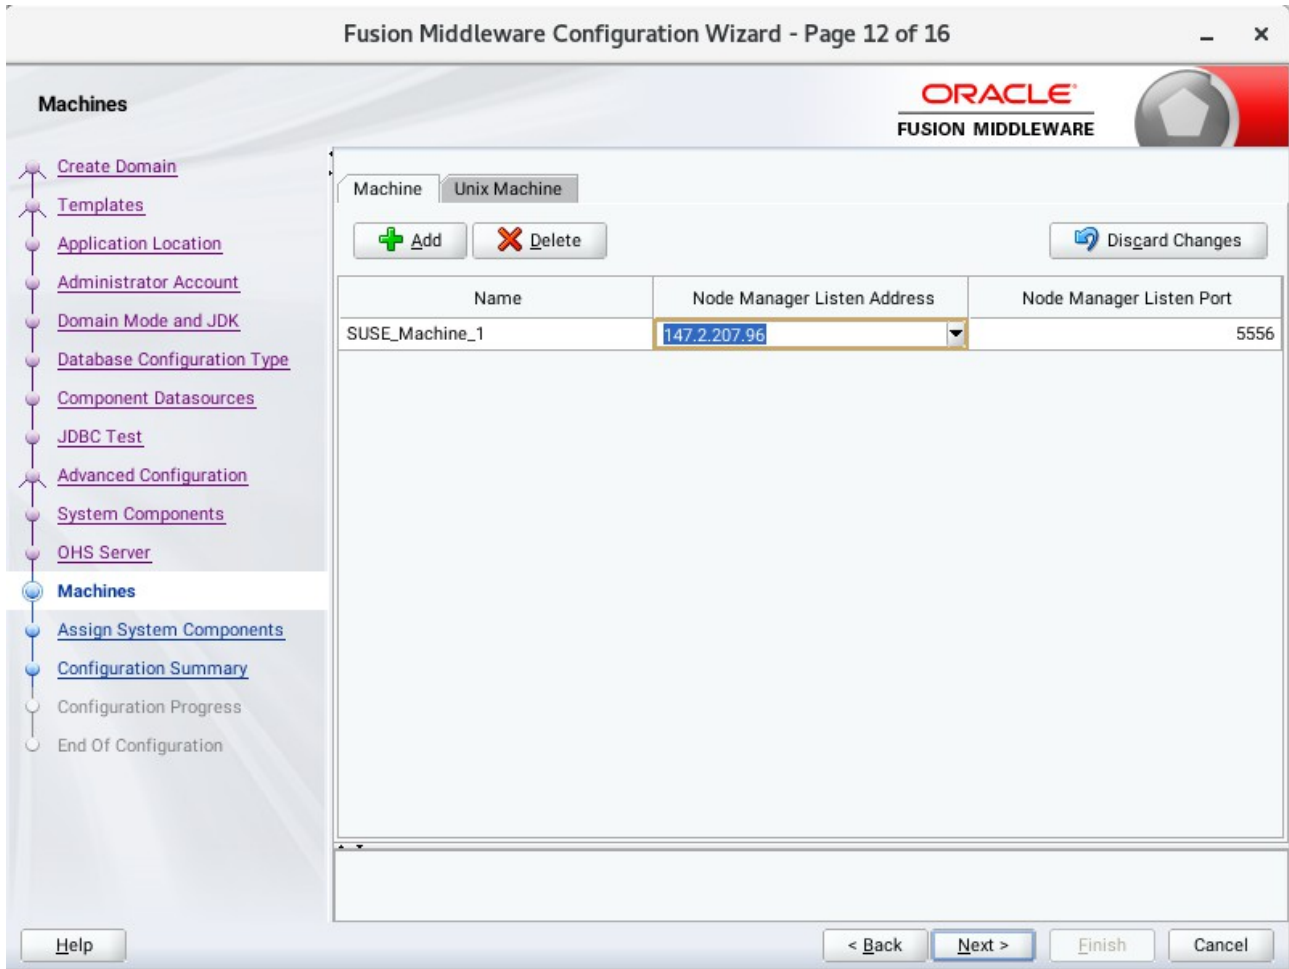 Fusion Middleware Configuration Wizard - Page 12 of 16
Machines
ORACLE
FUSION MIDDLEWARE
Create Domain
Templates
Application Location
Administrator Account
Domain Mode and JDK
Database Configuration Type
Component Datasources
JDBC Test
Advanced Configuration
System Components
OHS Server
Machines
Assign System Components
Configuration Summary
Configuration Progress
End Of Configuration
Machine Unix Machine
Add Delete Discard Changes
Name Node Manager Listen Address Node Manager Listen Port
SUSE_Machine_1 147.2.207.96 5556
Help < Back Next > Finish Cancel